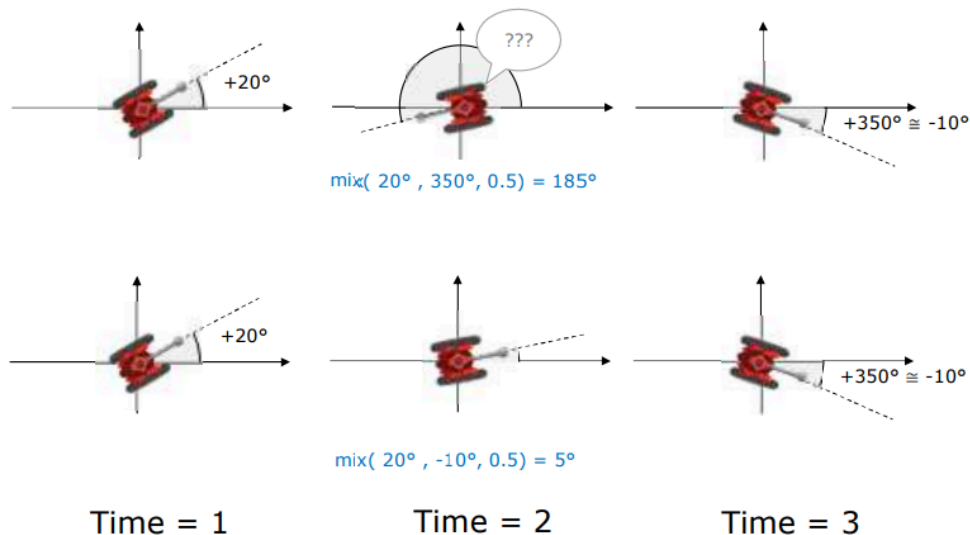 ???
+20°
+350° ≅ -10°
mix( 20° , 350°, 0.5) = 185°
+20°
+350° ≅ -10°
mix( 20° , -10°, 0.5) = 5°
Time = 1
Time = 2
Time = 3